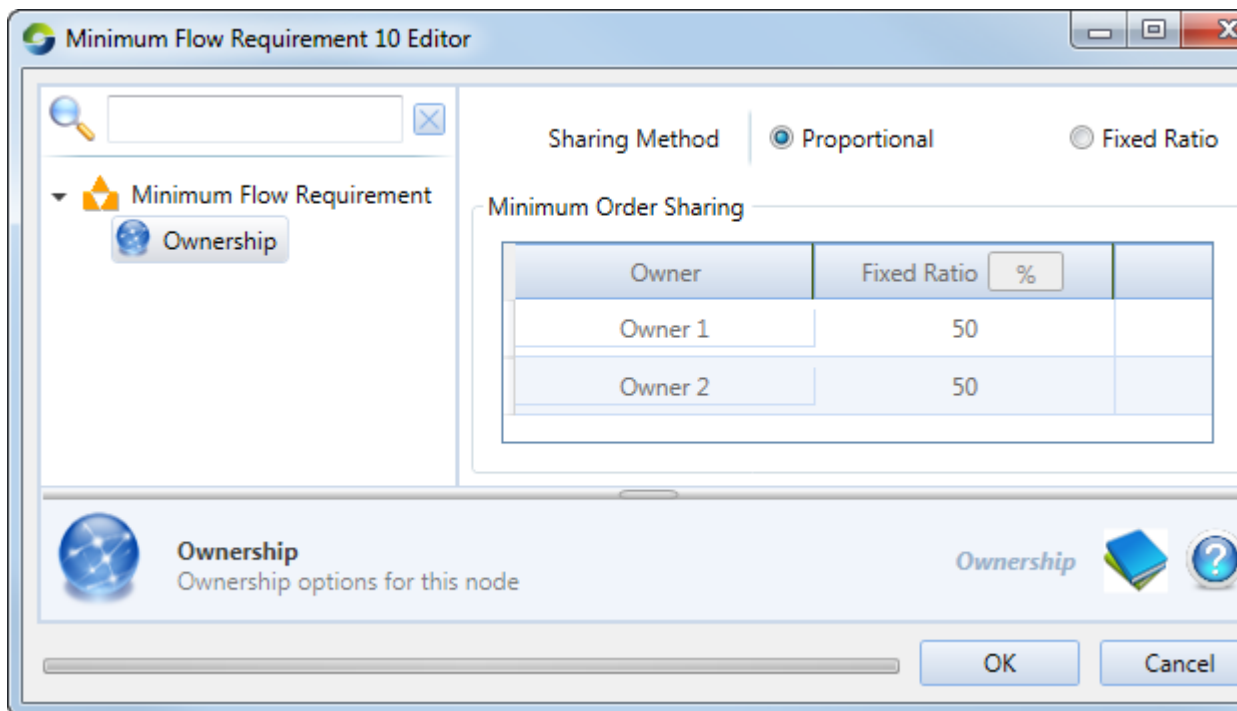 Minimum Flow Requirement 10 Editor
Sharing Method
Proportional
Fixed Ratio
Minimum Flow Requirement
Ownership
Minimum Order Sharing
Owner Fixed Ratio %
Owner 1 50
Owner 2 50
Ownership
Ownership options for this node
Ownership
OK
Cancel